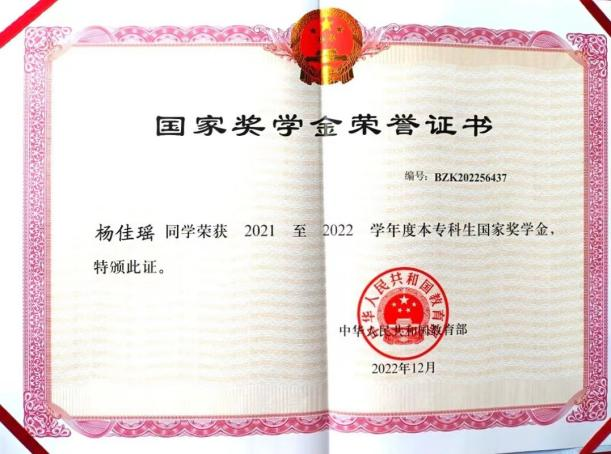 国家奖学金荣誉证书
编号: BZK202256437
杨佳瑶 同学荣获 2021 至 2022 学年度本专科生国家奖学金,
特颁此证。
中华人民共和国教育部
中华人民共和国教育部
2022年12月